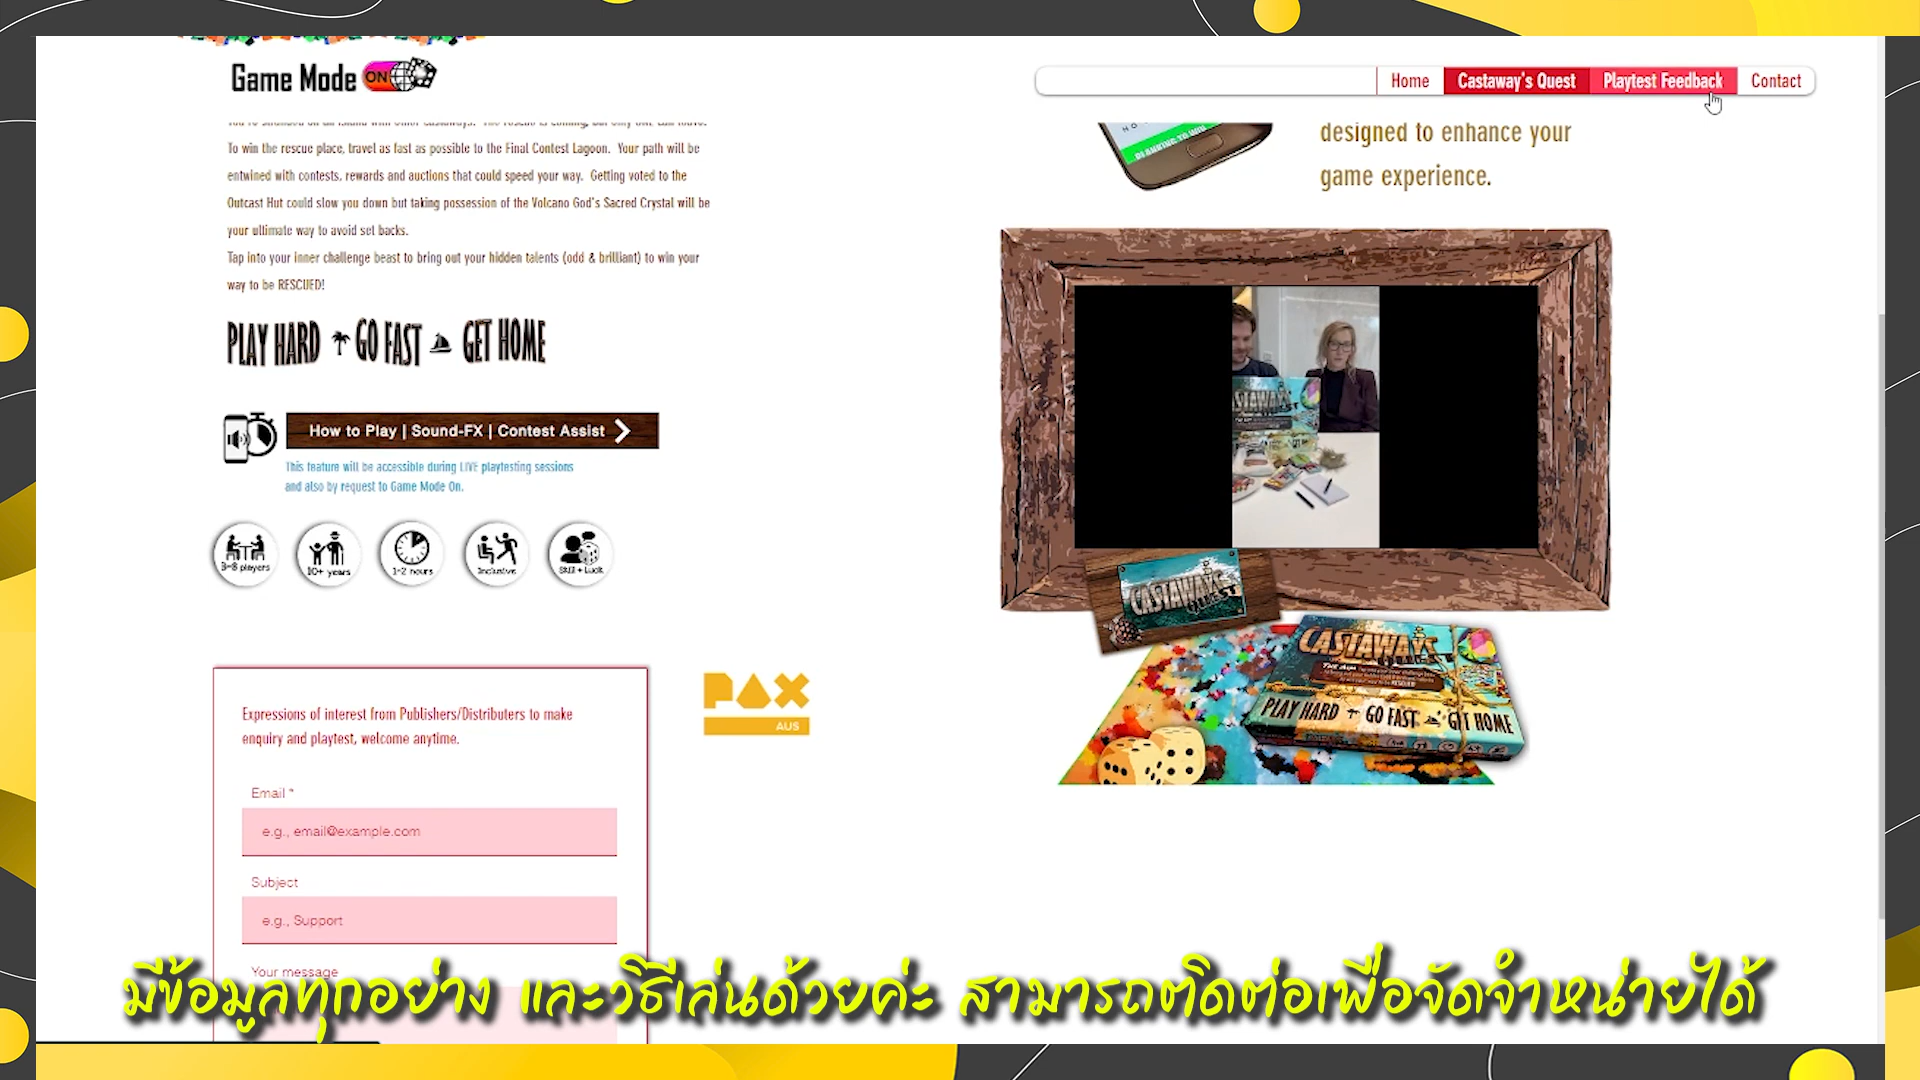 Game Mode ON
Home
Castaway's Quest
Playtest Feedback
Contact
To win the rescue place, travel as fast as possible to the Final Contest Lagoon. Your path will be
entwined with contests, rewards and auctions that could speed your way. Getting voted to the
Outcast Hut could slow you down but taking possession of the Volcano God's Sacred Crystal will be
your ultimate way to avoid set backs.
Tap into your inner challenge beast to bring out your hidden talents (odd & brilliant) to win your
way to be RESCUED!
PLAY HARD GO FAST GET HOME
How to Play | Sound-FX | Contest Assist
This feature will be accessible during LIVE playtesting sessions
and also by request to Game Mode On.
3-8 players
10+ years
1-2 hours
Inclusive
Skill + Luck
Expressions of interest from Publishers/Distributers to make
enquiry and playtest, welcome anytime.
Email *
e.g., email@example.com
Subject
e.g., Support
Your message
PAX
AUS
designed to enhance your
game experience.
CASTAWAYS
QUEST
CASTAWAYS
QUEST
THE AIM
PLAY HARD GO FAST GET HOME
มีข้อมูลทุกอย่าง และวิธีเล่นด้วยค่ะ สามารถติดต่อเพื่อจัดจำหน่ายได้